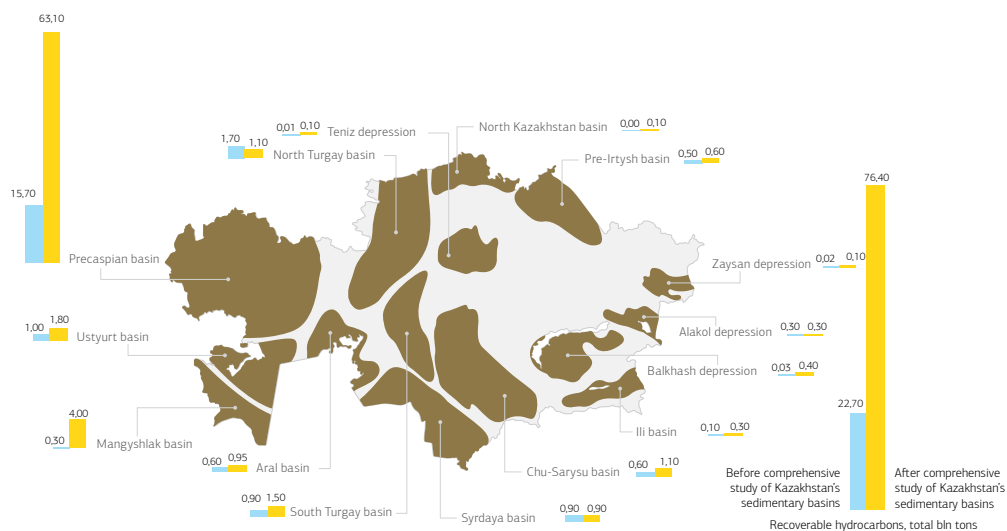 63,10
15,70
Precaspian basin
0,01 0,10
Teniz depression
1,70 1,10
North Turgay basin
North Kazakhstan basin
0,00 0,10
Pre-Irtysh basin
0,50 0,60
76,40
Zaysan depression
0,02 0,10
Alakol depression
0,30 0,30
Balkhash depression
0,03 0,40
1,00 1,80
Ustyurt basin
22,70
4,00
0,30
Mangyshlak basin
Ili basin
0,10 0,30
0,60 0,95
Aral basin
Chu-Sarysu basin
0,60 1,10
0,90 1,50
South Turgay basin
Syrdaya basin
0,90 0,90
Before comprehensive
study of Kazakhstan's
sedimentary basins
After comprehensive
study of Kazakhstan's
sedimentary basins
Recoverable hydrocarbons, total bln tons